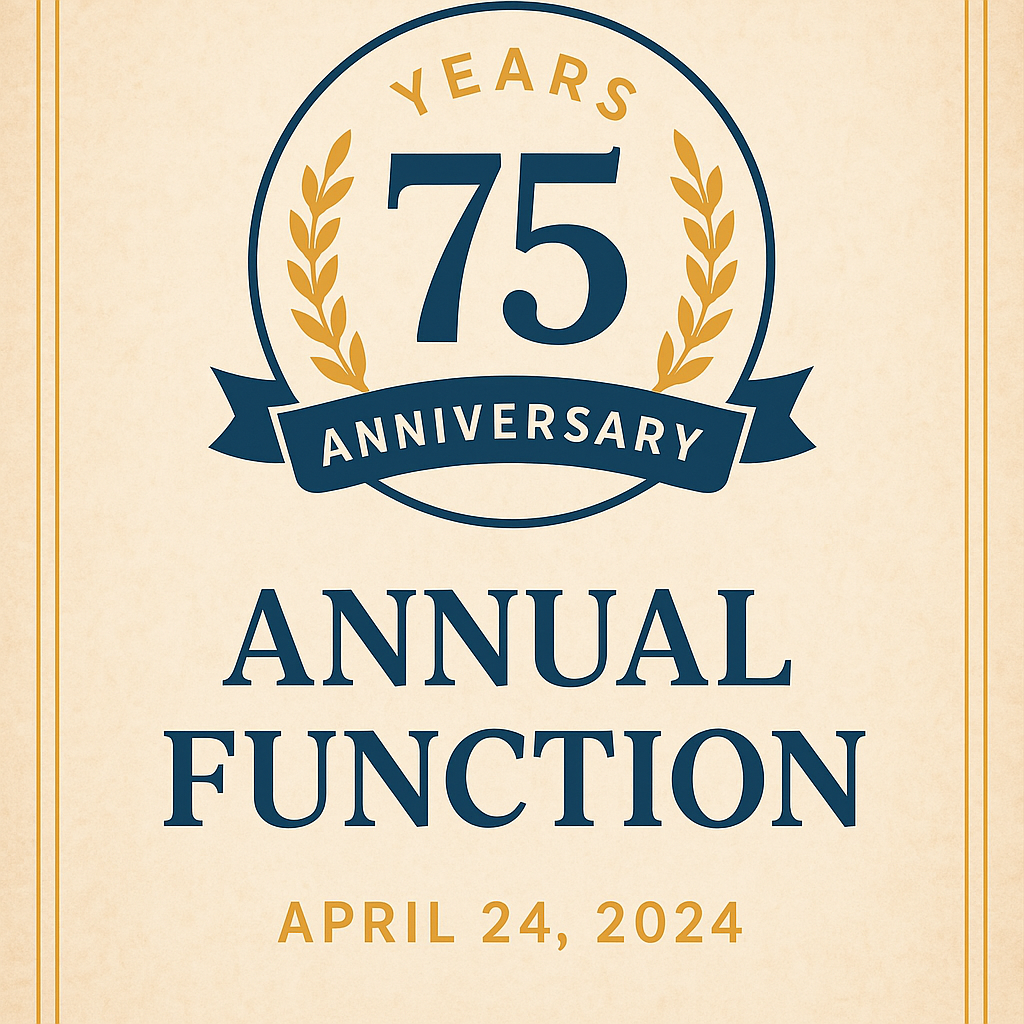 YEARS
75
ANNIVERSARY
ANNUAL
FUNCTION
APRIL 24, 2024